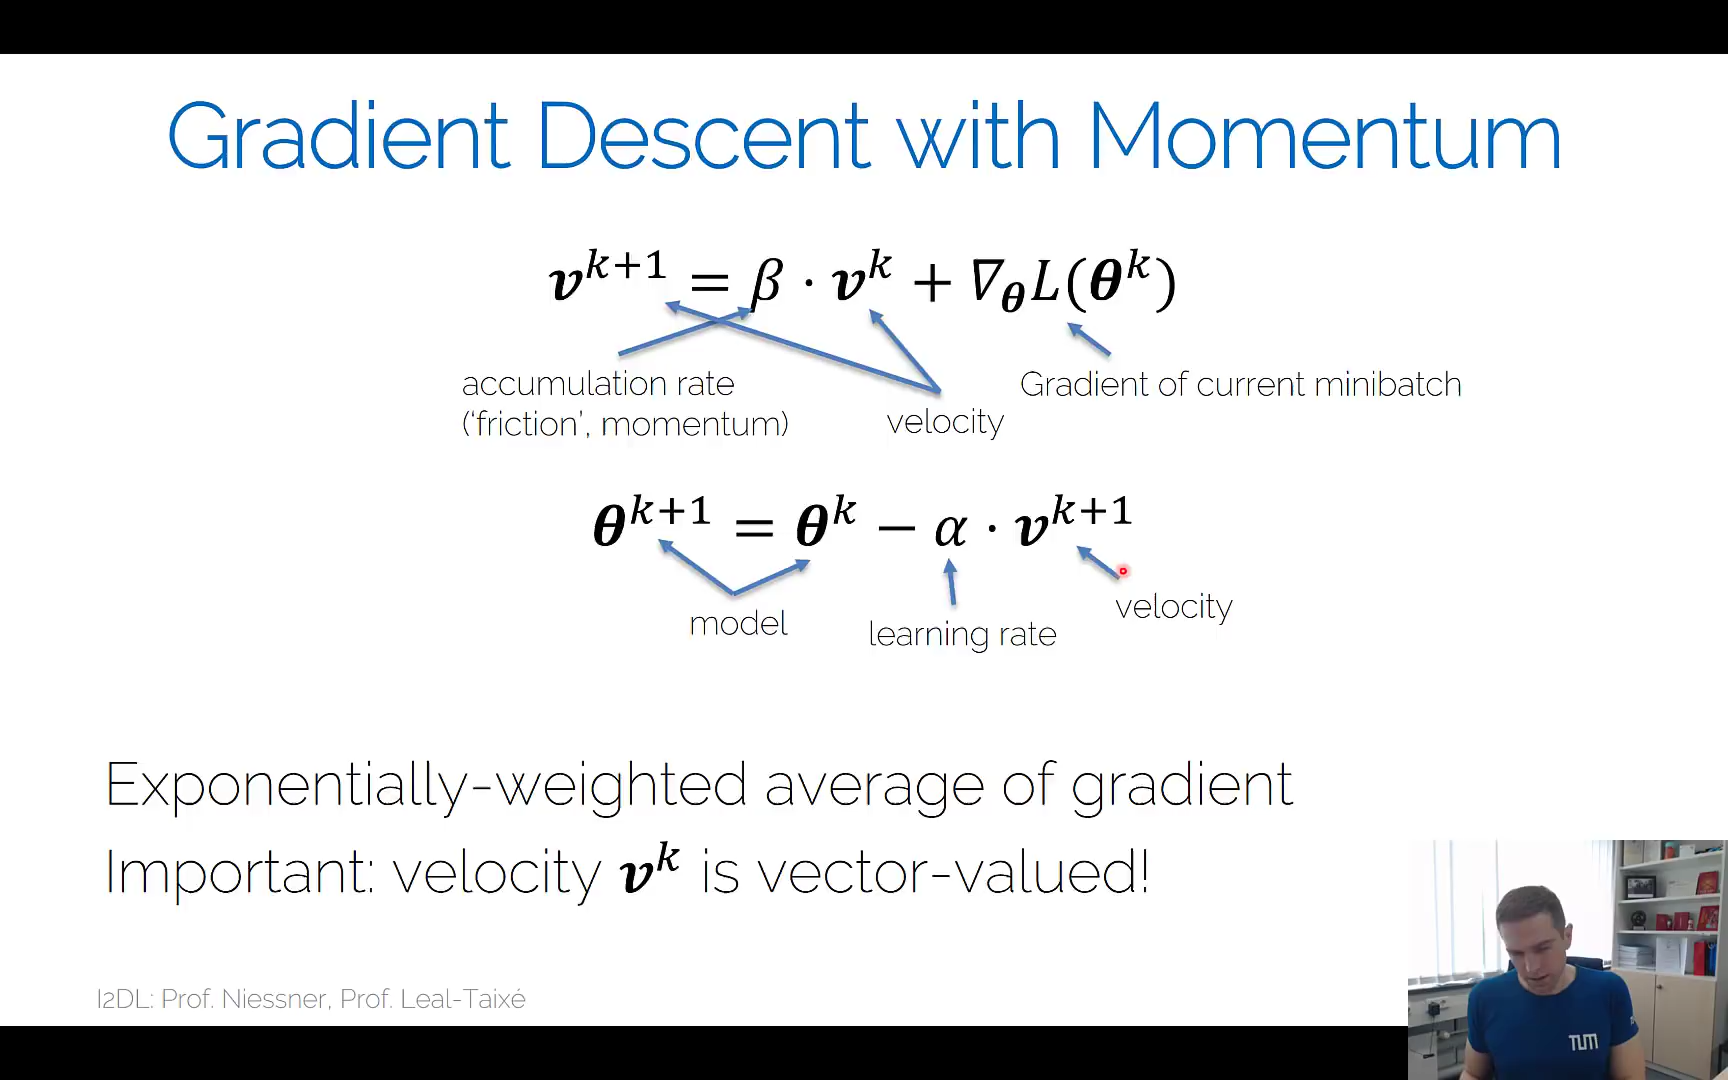 Gradient Descent with Momentum
𝒗^{k+1} = β · 𝒗^k + ∇_𝜽 L(𝜽^k)
accumulation rate
('friction', momentum)
velocity
Gradient of current minibatch
𝜽^{k+1} = 𝜽^k − α · 𝒗^{k+1}
model
learning rate
velocity
Exponentially-weighted average of gradient
Important: velocity 𝒗^k is vector-valued!
I2DL: Prof. Niessner, Prof. Leal-Taixé
TUM